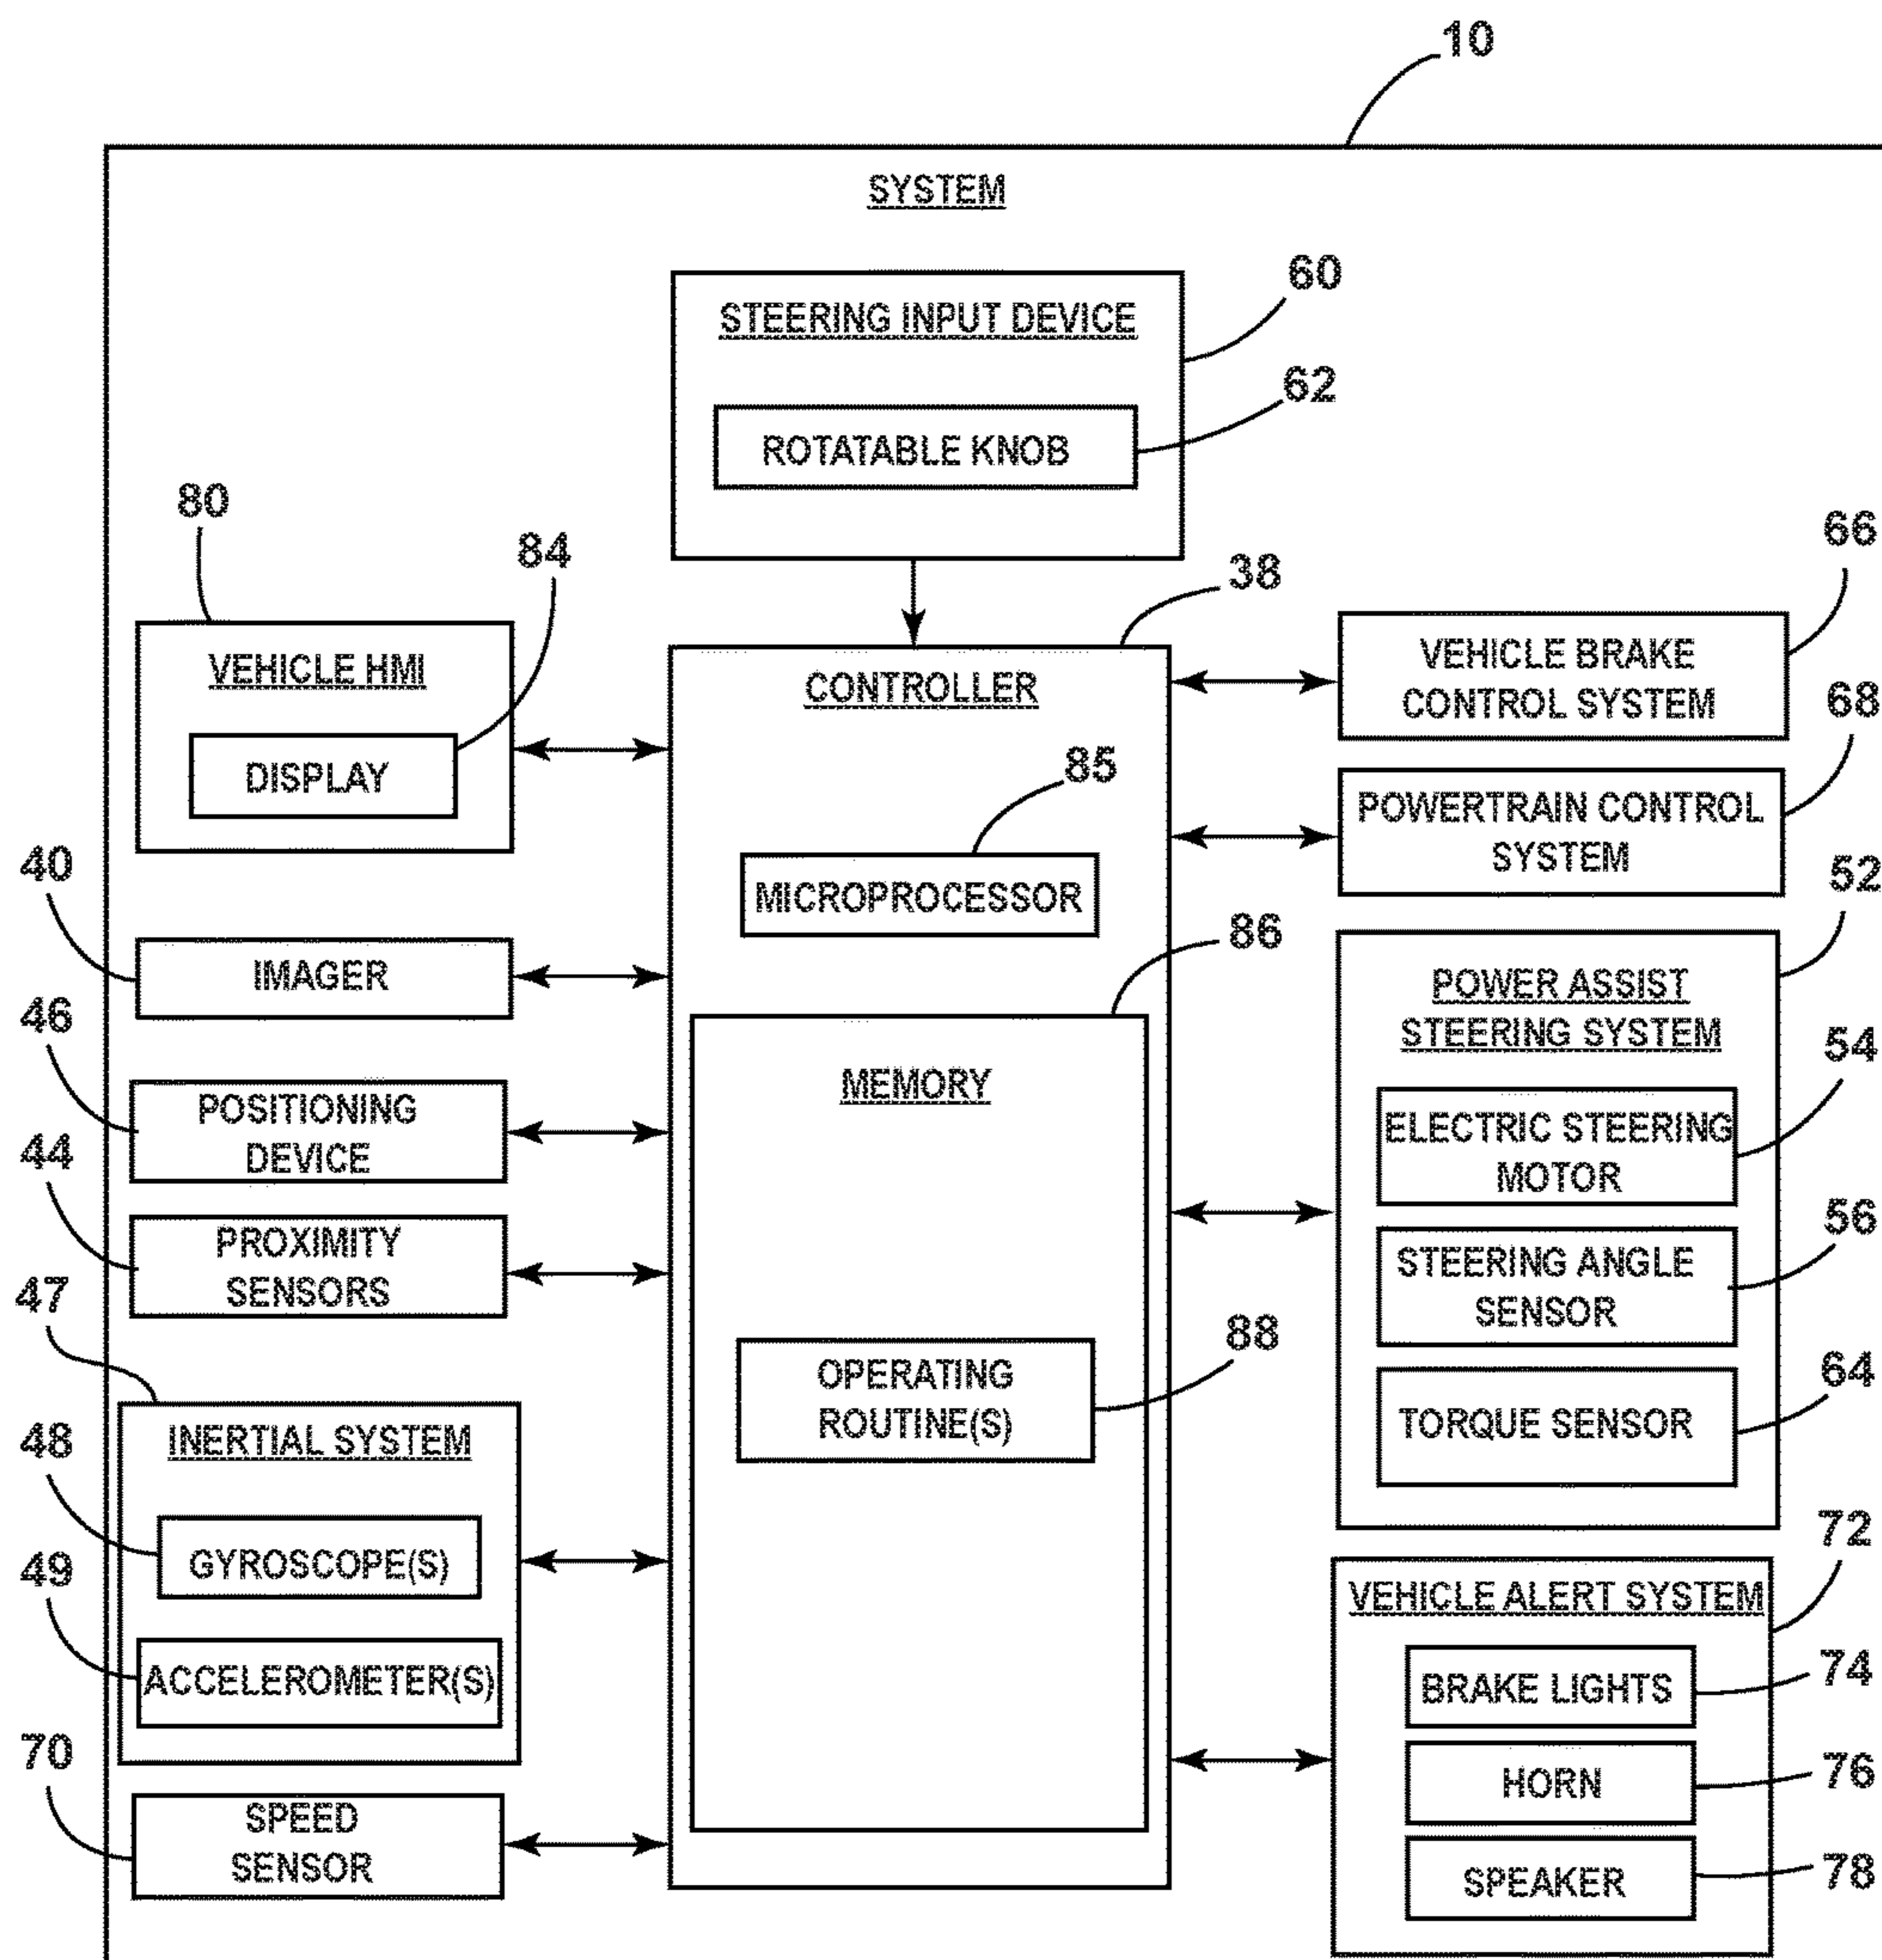 10
SYSTEM
60
STEERING INPUT DEVICE
62
ROTATABLE KNOB
80
84
VEHICLE HMI
DISPLAY
40
IMAGER
46
POSITIONING
DEVICE
44
PROXIMITY
SENSORS
47
INERTIAL SYSTEM
48
GYROSCOPE(S)
49
ACCELEROMETER(S)
70
SPEED
SENSOR
38
CONTROLLER
85
MICROPROCESSOR
86
MEMORY
88
OPERATING
ROUTINE(S)
66
VEHICLE BRAKE
CONTROL SYSTEM
68
POWERTRAIN CONTROL
SYSTEM
52
POWER ASSIST
STEERING SYSTEM
54
ELECTRIC STEERING
MOTOR
56
STEERING ANGLE
SENSOR
64
TORQUE SENSOR
72
VEHICLE ALERT SYSTEM
BRAKE LIGHTS
74
HORN
76
SPEAKER
78